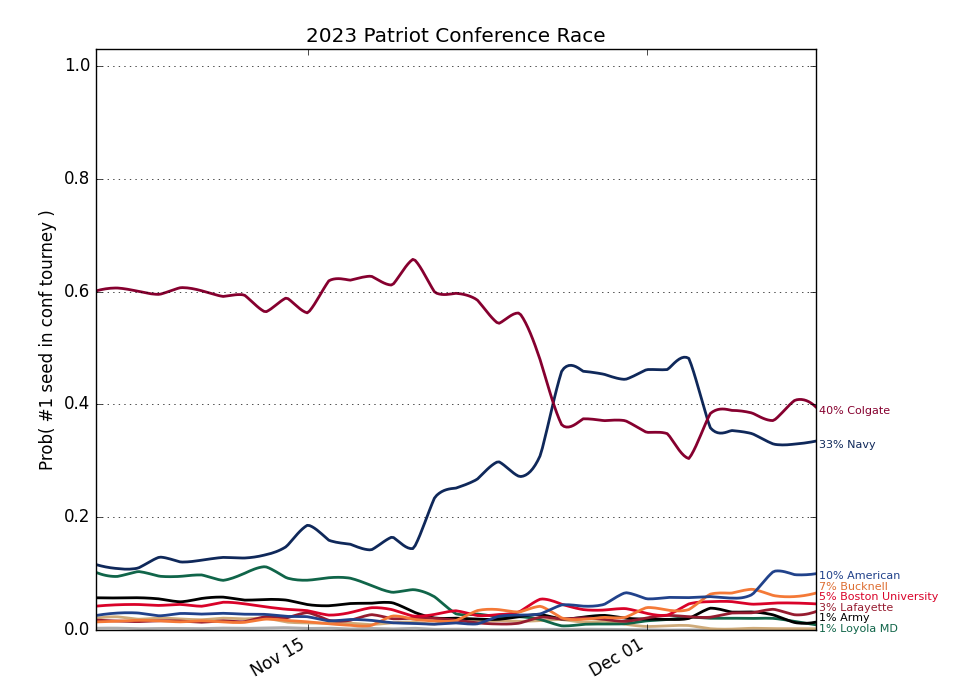 2023 Patriot Conference Race
Prob( #1 seed in conf tourney )
1.0
0.8
0.6
0.4
0.2
0.0
Nov 15
Dec 01
40% Colgate
33% Navy
10% American
7% Bucknell
5% Boston University
3% Lafayette
1% Army
1% Loyola MD